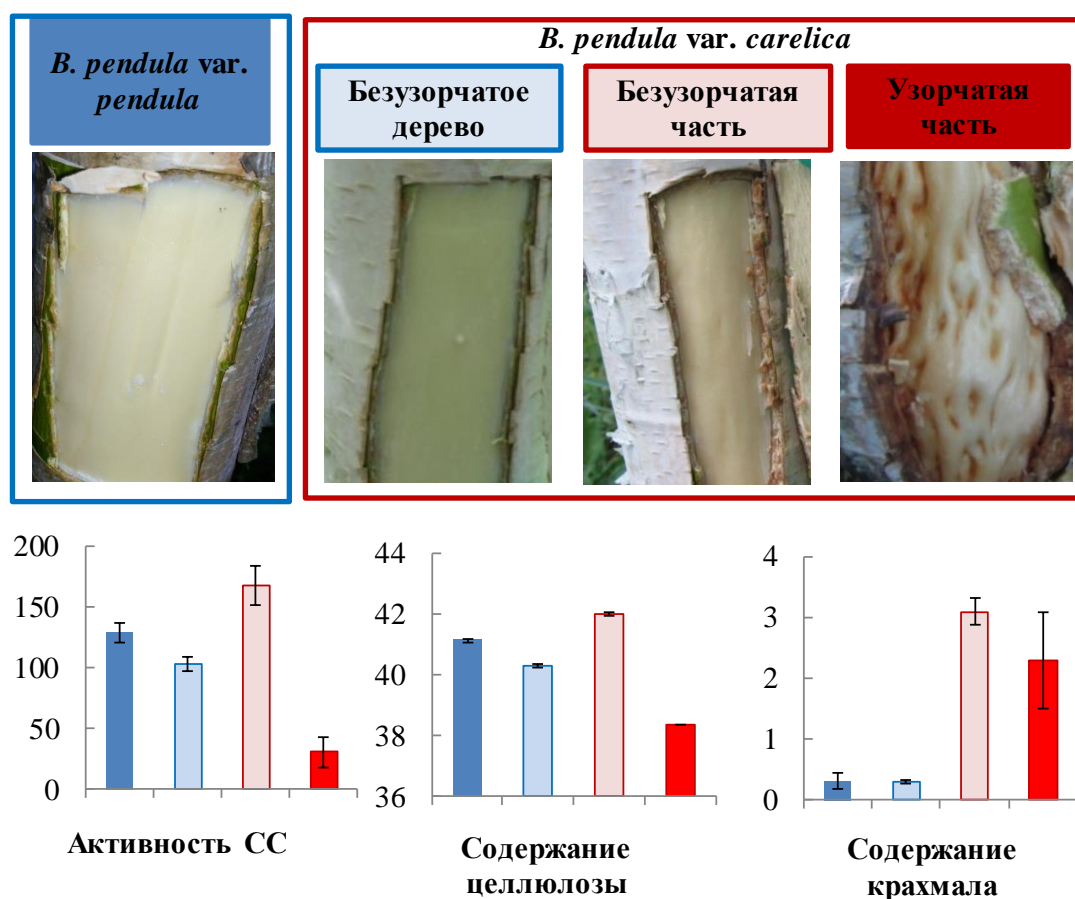 B. pendula var.
pendula
B. pendula var. carelica
Безузорчатое
дерево
Безузорчатая
часть
Узорчатая
часть
200
150
100
50
0
Активность СС
44
42
40
38
36
Содержание
целлюлозы
4
3
2
1
0
Содержание
крахмала